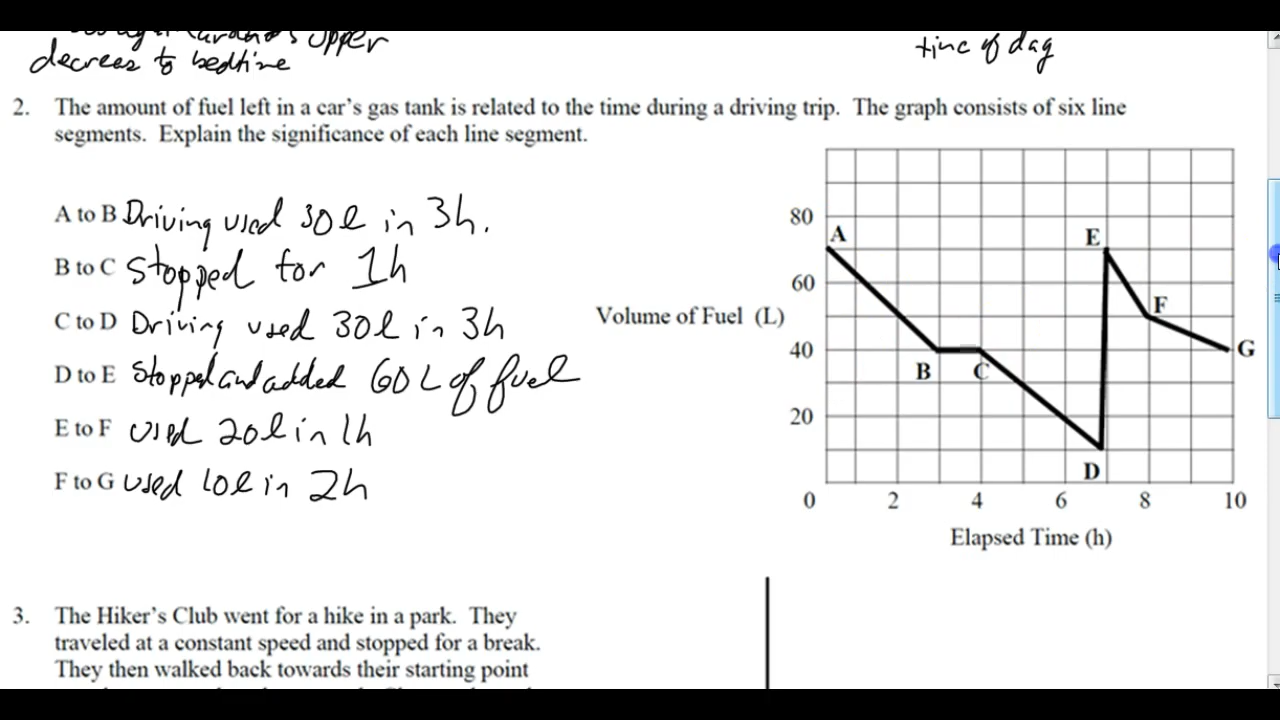 upper
decreas to bedtime
time of day
2. The amount of fuel left in a car's gas tank is related to the time during a driving trip. The graph consists of six line
segments. Explain the significance of each line segment.
A to B Driving used 30l in 3h.
B to C stopped for 1h
C to D Driving used 30l in 3h
D to E Stopped and added 60 L of fuel
E to F used 20l in 1h
F to G used 10l in 2h
80
60
Volume of Fuel (L)
40
20
0 2 4 6 8 10
Elapsed Time (h)
A
B
C
D
E
F
G
3. The Hiker's Club went for a hike in a park. They
traveled at a constant speed and stopped for a break.
They then walked back towards their starting point